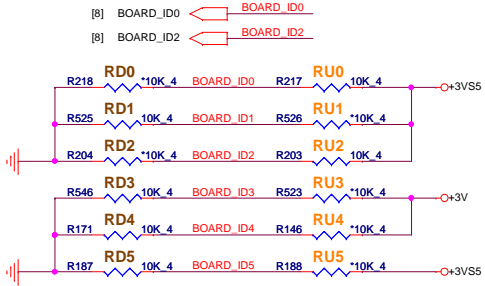 [8] BOARD_ID0 BOARD_ID0
[8] BOARD_ID2 BOARD_ID2
RD0 RU0
R218 *10K_4 BOARD_ID0 R217 10K_4 +3VS5
RD1 RU1
R525 10K_4 BOARD_ID1 R526 *10K_4
RD2 RU2
R204 *10K_4 BOARD_ID2 R203 10K_4
RD3 RU3
R546 10K_4 BOARD_ID3 R523 *10K_4 +3V
RD4 RU4
R171 10K_4 BOARD_ID4 R146 *10K_4
RD5 RU5
R187 10K_4 BOARD_ID5 R188 *10K_4 +3VS5